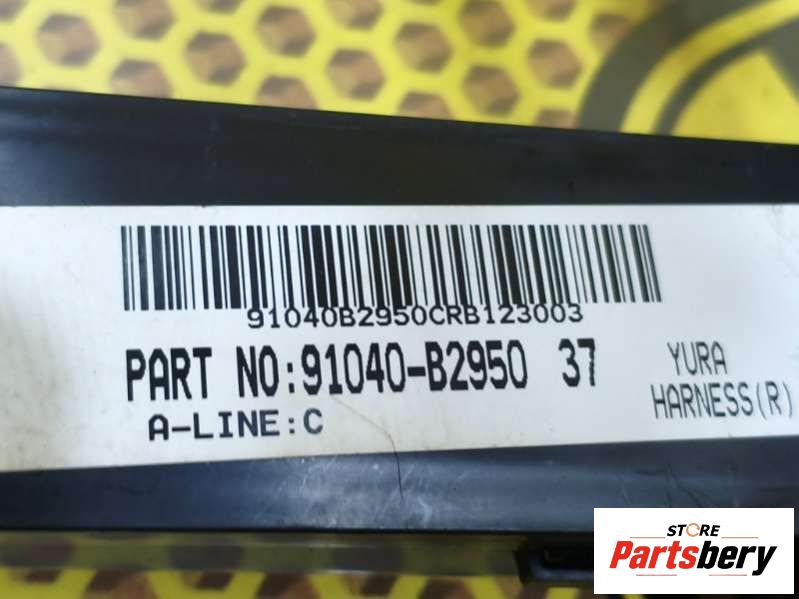 91040B2950CRB123003
PART NO:91040-B2950 37
A-LINE:C
YURA
HARNESS(R)
STORE
Partsbery